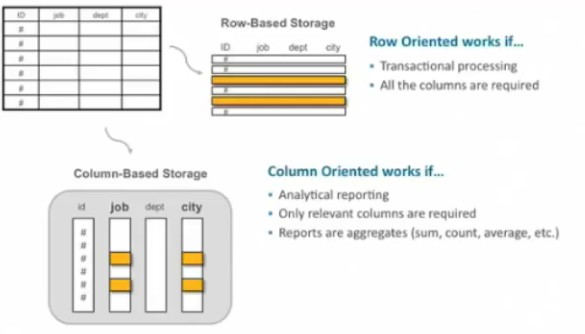 ID job dept city
#
#
#
#
#
#
Row-Based Storage
ID job dept city
#
#
#
#
Row Oriented works if…
• Transactional processing
• All the columns are required
Column-Based Storage
id job dept city
#
#
#
#
#
#
Column Oriented works if…
• Analytical reporting
• Only relevant columns are required
• Reports are aggregates (sum, count, average, etc.)